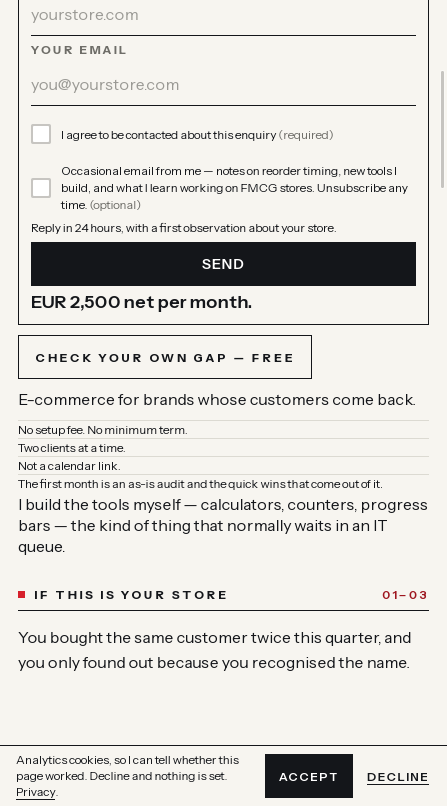 yourstore.com
YOUR EMAIL
you@yourstore.com
I agree to be contacted about this enquiry (required)
Occasional email from me — notes on reorder timing, new tools I
build, and what I learn working on FMCG stores. Unsubscribe any
time. (optional)
Reply in 24 hours, with a first observation about your store.
SEND
EUR 2,500 net per month.
CHECK YOUR OWN GAP — FREE
E-commerce for brands whose customers come back.
No setup fee. No minimum term.
Two clients at a time.
Not a calendar link.
The first month is an as-is audit and the quick wins that come out of it.
I build the tools myself — calculators, counters, progress
bars — the kind of thing that normally waits in an IT
queue.
IF THIS IS YOUR STORE 01–03
You bought the same customer twice this quarter, and
you only found out because you recognised the name.
Analytics cookies, so I can tell whether this
page worked. Decline and nothing is set.
Privacy.
ACCEPT
DECLINE